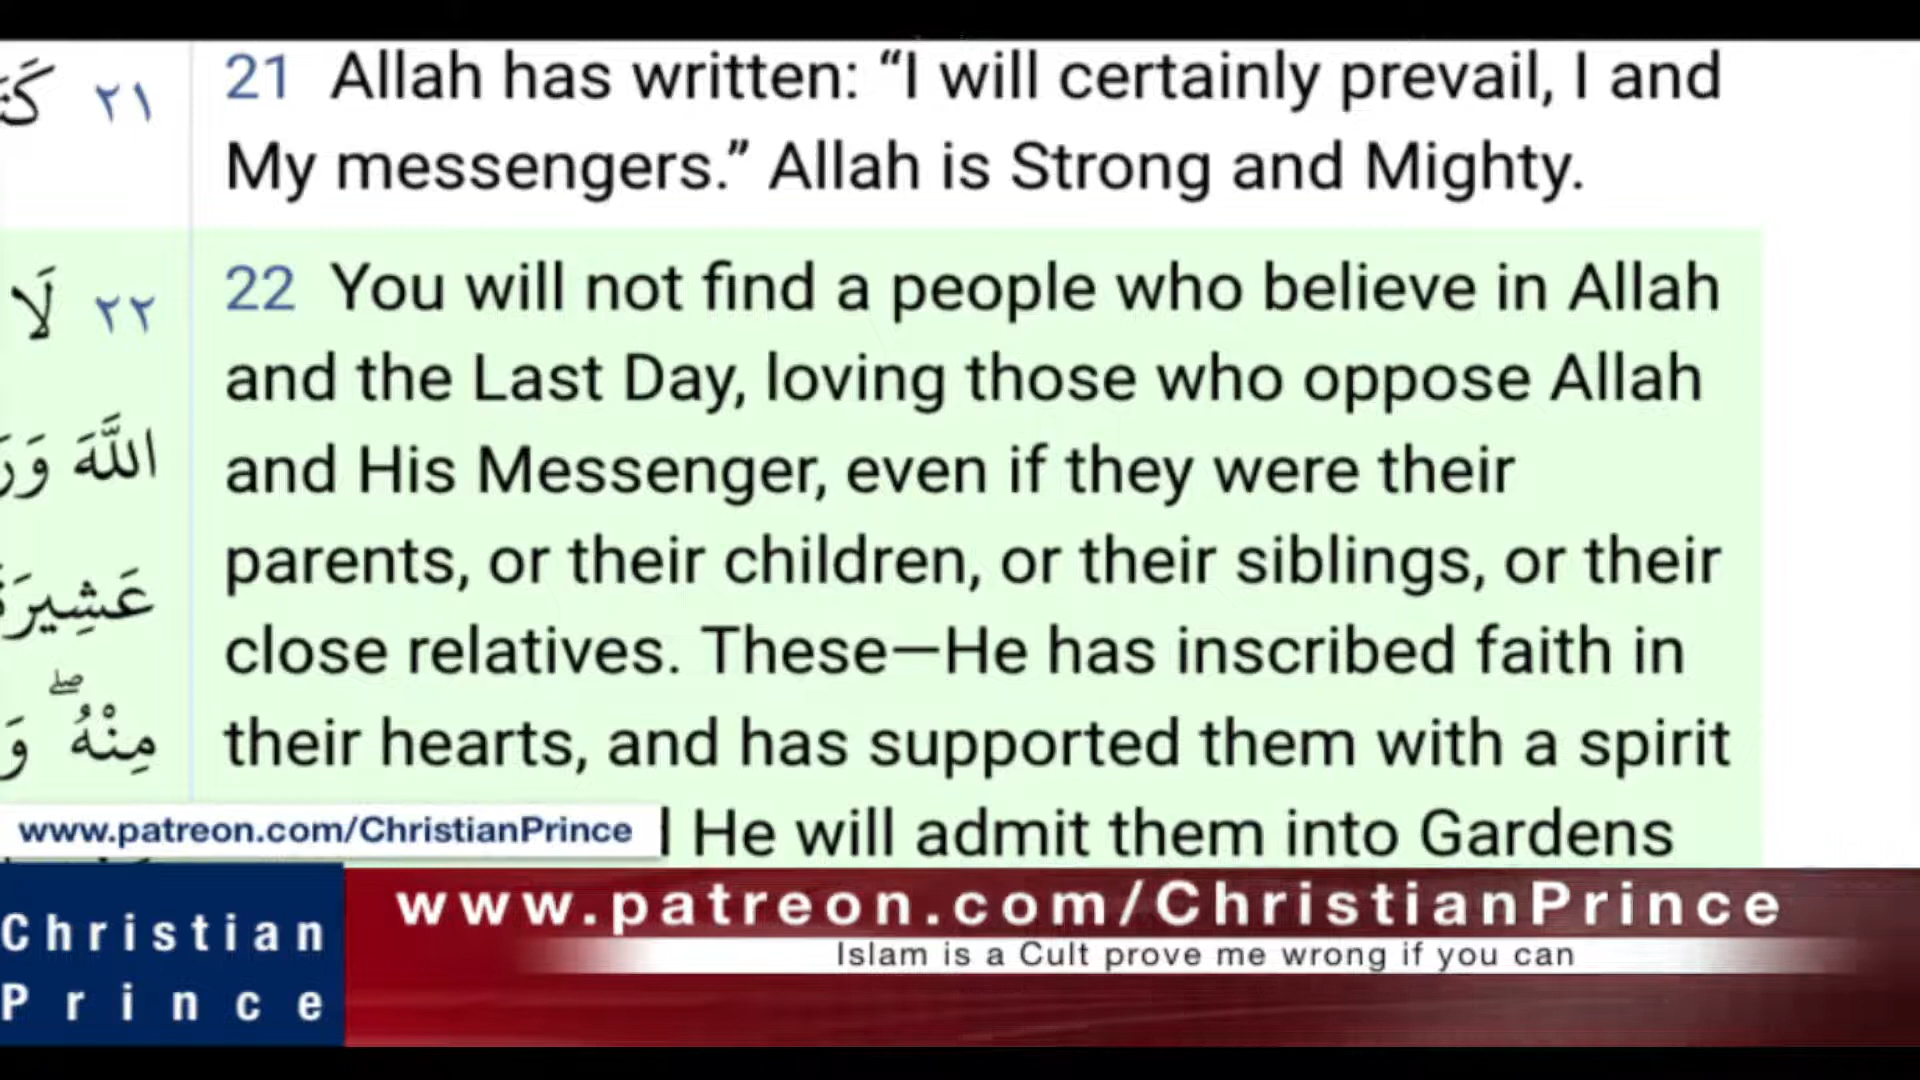 21 Allah has written: “I will certainly prevail, I and
My messengers.” Allah is Strong and Mighty.
٢١
22 You will not find a people who believe in Allah
and the Last Day, loving those who oppose Allah
and His Messenger, even if they were their
parents, or their children, or their siblings, or their
close relatives. These—He has inscribed faith in
their hearts, and has supported them with a spirit
He will admit them into Gardens
٢٢ لَا
اللَّهَ
مِنْهُ ۖ
www.patreon.com/ChristianPrince
Christian
Prince
www.patreon.com/ChristianPrince
Islam is a Cult prove me wrong if you can